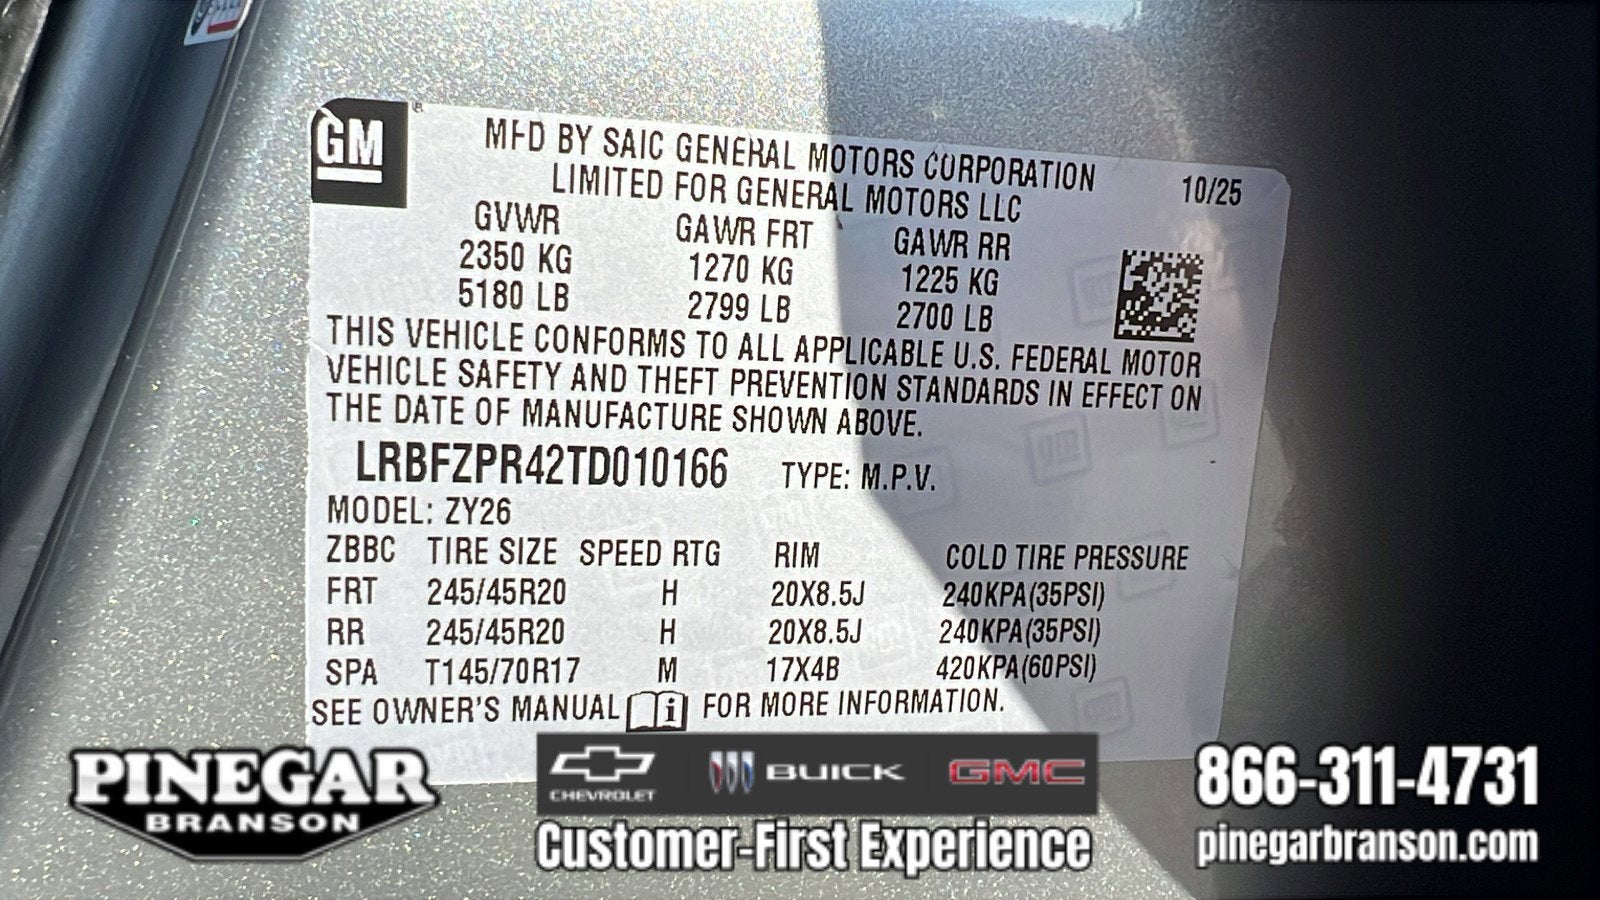 GM
MFD BY SAIC GENERAL MOTORS CORPORATION
LIMITED FOR GENERAL MOTORS LLC
10/25
GVWR GAWR FRT GAWR RR
2350 KG 1270 KG 1225 KG
5180 LB 2799 LB 2700 LB
THIS VEHICLE CONFORMS TO ALL APPLICABLE U.S. FEDERAL MOTOR
VEHICLE SAFETY AND THEFT PREVENTION STANDARDS IN EFFECT ON
THE DATE OF MANUFACTURE SHOWN ABOVE.
LRBFZPR42TD010166 TYPE: M.P.V.
MODEL: ZY26
ZBBC TIRE SIZE SPEED RTG RIM COLD TIRE PRESSURE
FRT 245/45R20 H 20X8.5J 240KPA(35PSI)
RR 245/45R20 H 20X8.5J 240KPA(35PSI)
SPA T145/70R17 M 17X4B 420KPA(60PSI)
SEE OWNER'S MANUAL i FOR MORE INFORMATION.
PINEGAR
BRANSON
CHEVROLET
BUICK
GMC
Customer-First Experience
866-311-4731
pinegarbranson.com